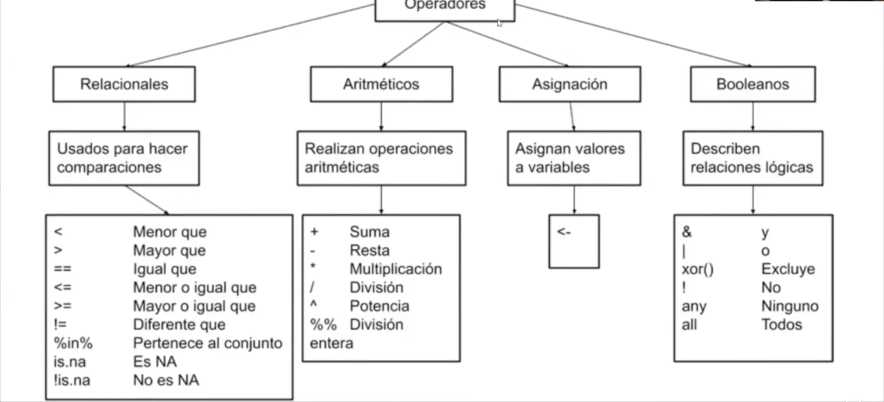 Operadores
Relacionales
Aritméticos
Asignación
Booleanos
Usados para hacer
comparaciones
Realizan operaciones
aritméticas
Asignan valores
a variables
Describen
relaciones lógicas
< Menor que
> Mayor que
== Igual que
<= Menor o igual que
>= Mayor o igual que
!= Diferente que
%in% Pertenece al conjunto
is.na Es NA
!is.na No es NA
+ Suma
- Resta
* Multiplicación
/ División
^ Potencia
%% División
entera
<-
& y
| o
xor() Excluye
! No
any Ninguno
all Todos